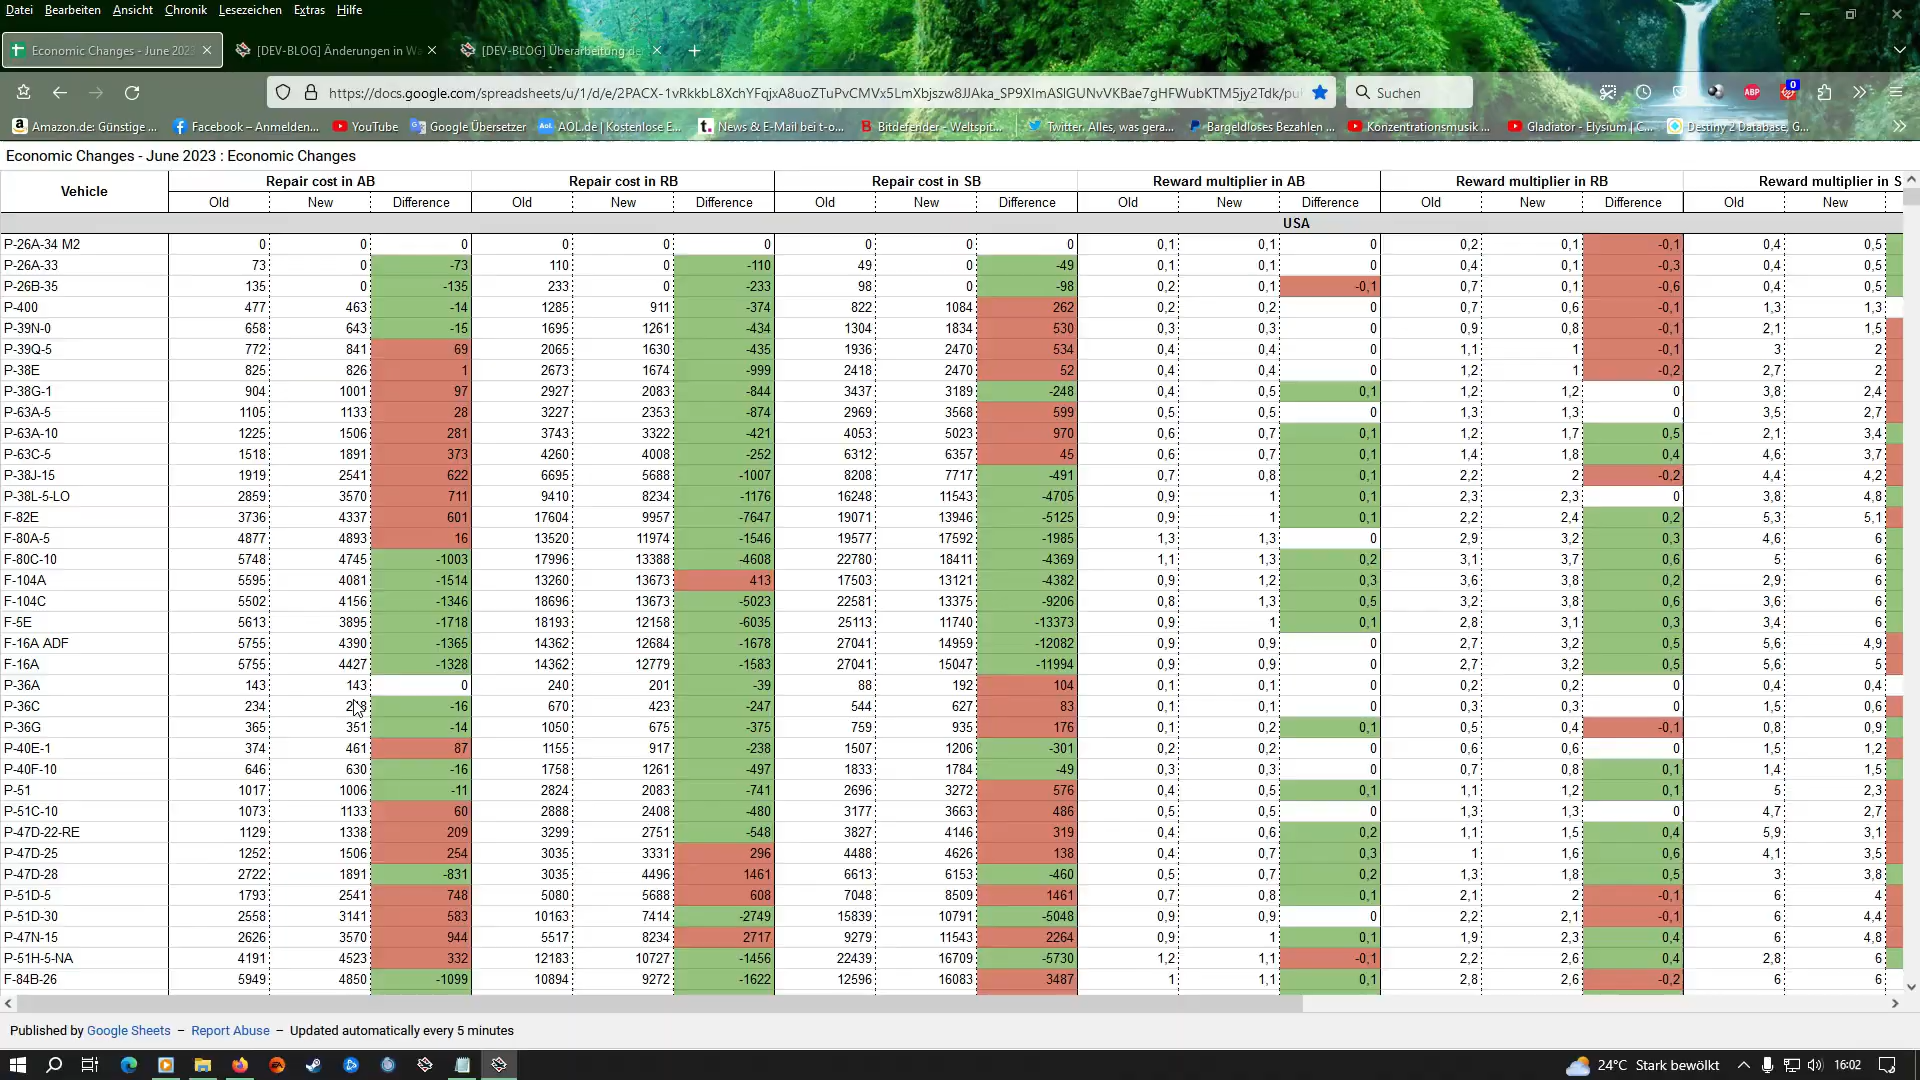 Datei Bearbeiten Ansicht Chronik Lesezeichen Extras Hilfe
Economic Changes - June 2023 [DEV-BLOG] Änderungen in Wa [DEV-BLOG] Überarbeitung de
https://docs.google.com/spreadsheets/u/1/d/e/2PACX-1vRkkbL8XchYFqjxA8uoZTuPvCMVx5LmXbjszw8JJAka_SP9XImASlGUNvVKBae7gHFWubKTM5jy2Tdk/pu Suchen ABP 0
Amazon.de: Günstige ... Facebook – Anmelden... YouTube Google Übersetzer AOL.de | Kostenlose E... News & E-Mail bei t-o... Bitdefender - Weltspit... Twitter. Alles, was gera... Bargeldloses Bezahlen ... Konzentrationsmusik ... Gladiator - Elysium | C... Destiny 2 Database, G...
Economic Changes - June 2023 : Economic Changes
Vehicle Repair cost in AB Repair cost in RB Repair cost in SB Reward multiplier in AB Reward multiplier in RB Reward multiplier in S
Old New Difference Old New Difference Old New Difference Old New Difference Old New Difference Old New
USA
P-26A-34 M2 0 0 0 0 0 0 0 0 0 0,1 0,1 0 0,2 0,1 -0,1 0,4 0,5
P-26A-33 73 0 -73 110 0 -110 49 0 -49 0,1 0,1 0 0,4 0,1 -0,3 0,4 0,5
P-26B-35 135 0 -135 233 0 -233 98 0 -98 0,2 0,1 -0,1 0,7 0,1 -0,6 0,4 0,5
P-400 477 463 -14 1285 911 -374 822 1084 262 0,2 0,2 0 0,7 0,6 -0,1 1,3 1,3
P-39N-0 658 643 -15 1695 1261 -434 1304 1834 530 0,3 0,3 0 0,9 0,8 -0,1 2,1 1,5
P-39Q-5 772 841 69 2065 1630 -435 1936 2470 534 0,4 0,4 0 1,1 1 -0,1 3 2
P-38E 825 826 1 2673 1674 -999 2418 2470 52 0,4 0,4 0 1,2 1 -0,2 2,7 2
P-38G-1 904 1001 97 2927 2083 -844 3437 3189 -248 0,4 0,5 0,1 1,2 1,2 0 3,8 2,4
P-63A-5 1105 1133 28 3227 2353 -874 2969 3568 599 0,5 0,5 0 1,3 1,3 0 3,5 2,7
P-63A-10 1225 1506 281 3743 3322 -421 4053 5023 970 0,6 0,7 0,1 1,2 1,7 0,5 2,1 3,4
P-63C-5 1518 1891 373 4260 4008 -252 6312 6357 45 0,6 0,7 0,1 1,4 1,8 0,4 4,6 3,7
P-38J-15 1919 2541 622 6695 5688 -1007 8208 7717 -491 0,7 0,8 0,1 2,2 2 -0,2 4,4 4,2
P-38L-5-LO 2859 3570 711 9410 8234 -1176 16248 11543 -4705 0,9 1 0,1 2,3 2,3 0 3,8 4,8
F-82E 3736 4337 601 17604 9957 -7647 19071 13946 -5125 0,9 1 0,1 2,2 2,4 0,2 5,3 5,1
F-80A-5 4877 4893 16 13520 11974 -1546 19577 17592 -1985 1,3 1,3 0 2,9 3,2 0,3 4,6 6
F-80C-10 5748 4745 -1003 17996 13388 -4608 22780 18411 -4369 1,1 1,3 0,2 3,1 3,7 0,6 5 6
F-104A 5595 4081 -1514 13260 13673 413 17503 13121 -4382 0,9 1,2 0,3 3,6 3,8 0,2 2,9 6
F-104C 5502 4156 -1346 18696 13673 -5023 22581 13375 -9206 0,8 1,3 0,5 3,2 3,8 0,6 3,6 6
F-5E 5613 3895 -1718 18193 12158 -6035 25113 11740 -13373 0,9 1 0,1 2,8 3,1 0,3 3,4 6
F-16A ADF 5755 4390 -1365 14362 12684 -1678 27041 14959 -12082 0,9 0,9 0 2,7 3,2 0,5 5,6 4,9
F-16A 5755 4427 -1328 14362 12779 -1583 27041 15047 -11994 0,9 0,9 0 2,7 3,2 0,5 5,6 5
P-36A 143 143 0 240 201 -39 88 192 104 0,1 0,1 0 0,2 0,2 0 0,4 0,4
P-36C 234 -16 670 423 -247 544 627 83 0,1 0,1 0 0,3 0,3 0 1,5 0,6
P-36G 365 351 -14 1050 675 -375 759 935 176 0,1 0,2 0,1 0,5 0,4 -0,1 0,8 0,9
P-40E-1 374 461 87 1155 917 -238 1507 1206 -301 0,2 0,2 0 0,6 0,6 0 1,5 1,2
P-40F-10 646 630 -16 1758 1261 -497 1833 1784 -49 0,3 0,3 0 0,7 0,8 0,1 1,4 1,5
P-51 1017 1006 -11 2824 2083 -741 2696 3272 576 0,4 0,5 0,1 1,1 1,2 0,1 5 2,3
P-51C-10 1073 1133 60 2888 2408 -480 3177 3663 486 0,5 0,5 0 1,3 1,3 0 4,7 2,7
P-47D-22-RE 1129 1338 209 3299 2751 -548 3827 4146 319 0,4 0,6 0,2 1,1 1,5 0,4 5,9 3,1
P-47D-25 1252 1506 254 3035 3331 296 4488 4626 138 0,4 0,7 0,3 1 1,6 0,6 4,1 3,5
P-47D-28 2722 1891 -831 3035 4496 1461 6613 6153 -460 0,5 0,7 0,2 1,3 1,8 0,5 3 3,8
P-51D-5 1793 2541 748 5080 5688 608 7048 8509 1461 0,7 0,8 0,1 2,1 2 -0,1 6 4
P-51D-30 2558 3141 583 10163 7414 -2749 15839 10791 -5048 0,9 0,9 0 2,2 2,1 -0,1 6 4,4
P-47N-15 2626 3570 944 5517 8234 2717 9279 11543 2264 0,9 1 0,1 1,9 2,3 0,4 6 4,8
P-51H-5-NA 4191 4523 332 12183 10727 -1456 22439 16709 -5730 1,2 1,1 -0,1 2,2 2,6 0,4 2,8 6
F-84B-26 5949 4850 -1099 10894 9272 -1622 12596 16083 3487 1 1,1 0,1 2,8 2,6 -0,2 6 6
Published by Google Sheets – Report Abuse – Updated automatically every 5 minutes
24°C Stark bewölkt 16:02